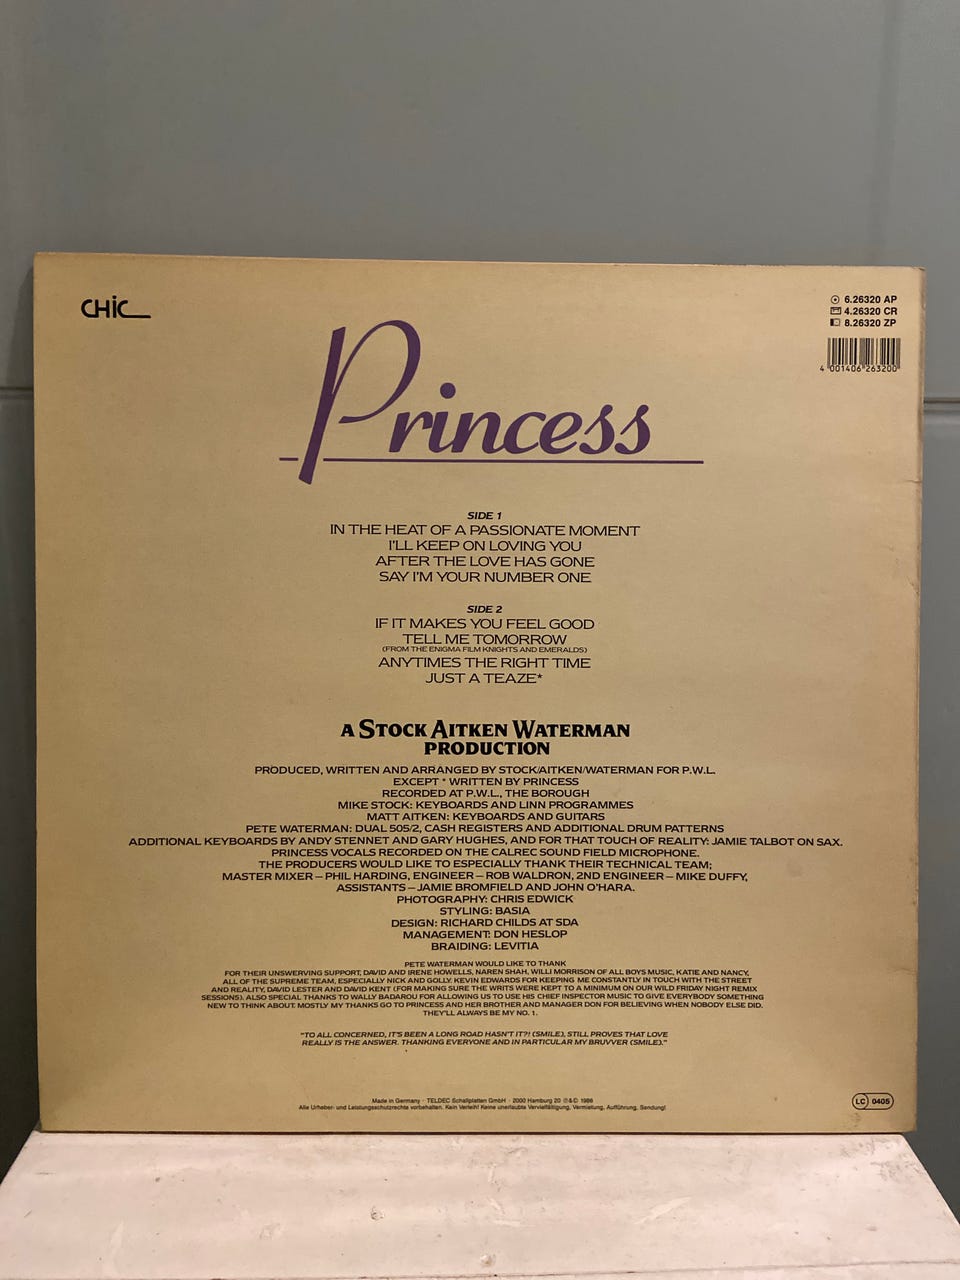 CHIC
6.26320 AP
4.26320 CR
8.26320 ZP
4 001406 263200
Princess
SIDE 1
IN THE HEAT OF A PASSIONATE MOMENT
I'LL KEEP ON LOVING YOU
AFTER THE LOVE HAS GONE
SAY I'M YOUR NUMBER ONE
SIDE 2
IF IT MAKES YOU FEEL GOOD
TELL ME TOMORROW
(FROM THE ENIGMA FILM KNIGHTS AND EMERALDS)
ANYTIMES THE RIGHT TIME
JUST A TEAZE*
A STOCK AITKEN WATERMAN
PRODUCTION
PRODUCED, WRITTEN AND ARRANGED BY STOCK/AITKEN/WATERMAN FOR P.W.L.
EXCEPT * WRITTEN BY PRINCESS
RECORDED AT P.W.L., THE BOROUGH
MIKE STOCK: KEYBOARDS AND LINN PROGRAMMES
MATT AITKEN: KEYBOARDS AND GUITARS
PETE WATERMAN: DUAL 505/2, CASH REGISTERS AND ADDITIONAL DRUM PATTERNS
ADDITIONAL KEYBOARDS BY ANDY STENNET AND GARY HUGHES, AND FOR THAT TOUCH OF REALITY: JAMIE TALBOT ON SAX.
PRINCESS VOCALS RECORDED ON THE CALREC SOUND FIELD MICROPHONE.
THE PRODUCERS WOULD LIKE TO ESPECIALLY THANK THEIR TECHNICAL TEAM;
MASTER MIXER – PHIL HARDING, ENGINEER – ROB WALDRON, 2ND ENGINEER – MIKE DUFFY,
ASSISTANTS – JAMIE BROMFIELD AND JOHN O'HARA.
PHOTOGRAPHY: CHRIS EDWICK
STYLING: BASIA
DESIGN: RICHARD CHILDS AT SDA
MANAGEMENT: DON HESLOP
BRAIDING: LEVITIA
PETE WATERMAN WOULD LIKE TO THANK
FOR THEIR UNSWERVING SUPPORT, DAVID AND IRENE HOWELLS, NAREN SHAH, WILLI MORRISON OF ALL BOYS MUSIC, KATIE AND NANCY,
ALL OF THE SUPREME TEAM, ESPECIALLY NICK AND GOLLY. KEVIN EDWARDS FOR KEEPING ME CONSTANTLY IN TOUCH WITH THE STREET
AND REALITY, DAVID LESTER AND DAVID KENT (FOR MAKING SURE THE WRITS WERE KEPT TO A MINIMUM ON OUR WILD FRIDAY NIGHT REMIX
SESSIONS). ALSO SPECIAL THANKS TO WALLY BADAROU FOR ALLOWING US TO USE HIS CHIEF INSPECTOR MUSIC TO GIVE EVERYBODY SOMETHING
NEW TO THINK ABOUT MOSTLY MY THANKS GO TO PRINCESS AND HER BROTHER AND MANAGER DON FOR BELIEVING WHEN NOBODY ELSE DID.
THEY'LL ALWAYS BE MY NO. 1.
"TO ALL CONCERNED, IT'S BEEN A LONG ROAD HASN'T IT?! (SMILE), STILL PROVES THAT LOVE
REALLY IS THE ANSWER. THANKING EVERYONE AND IN PARTICULAR MY BRUVVER (SMILE)."
Made in Germany · TELDEC Schallplatten GmbH · 2000 Hamburg 20 ℗&© 1986
Alle Urheber- und Leistungsschutzrechte vorbehalten. Kein Verleih! Keine unerlaubte Vervielfältigung, Vermietung, Aufführung, Sendung!
LC 0405